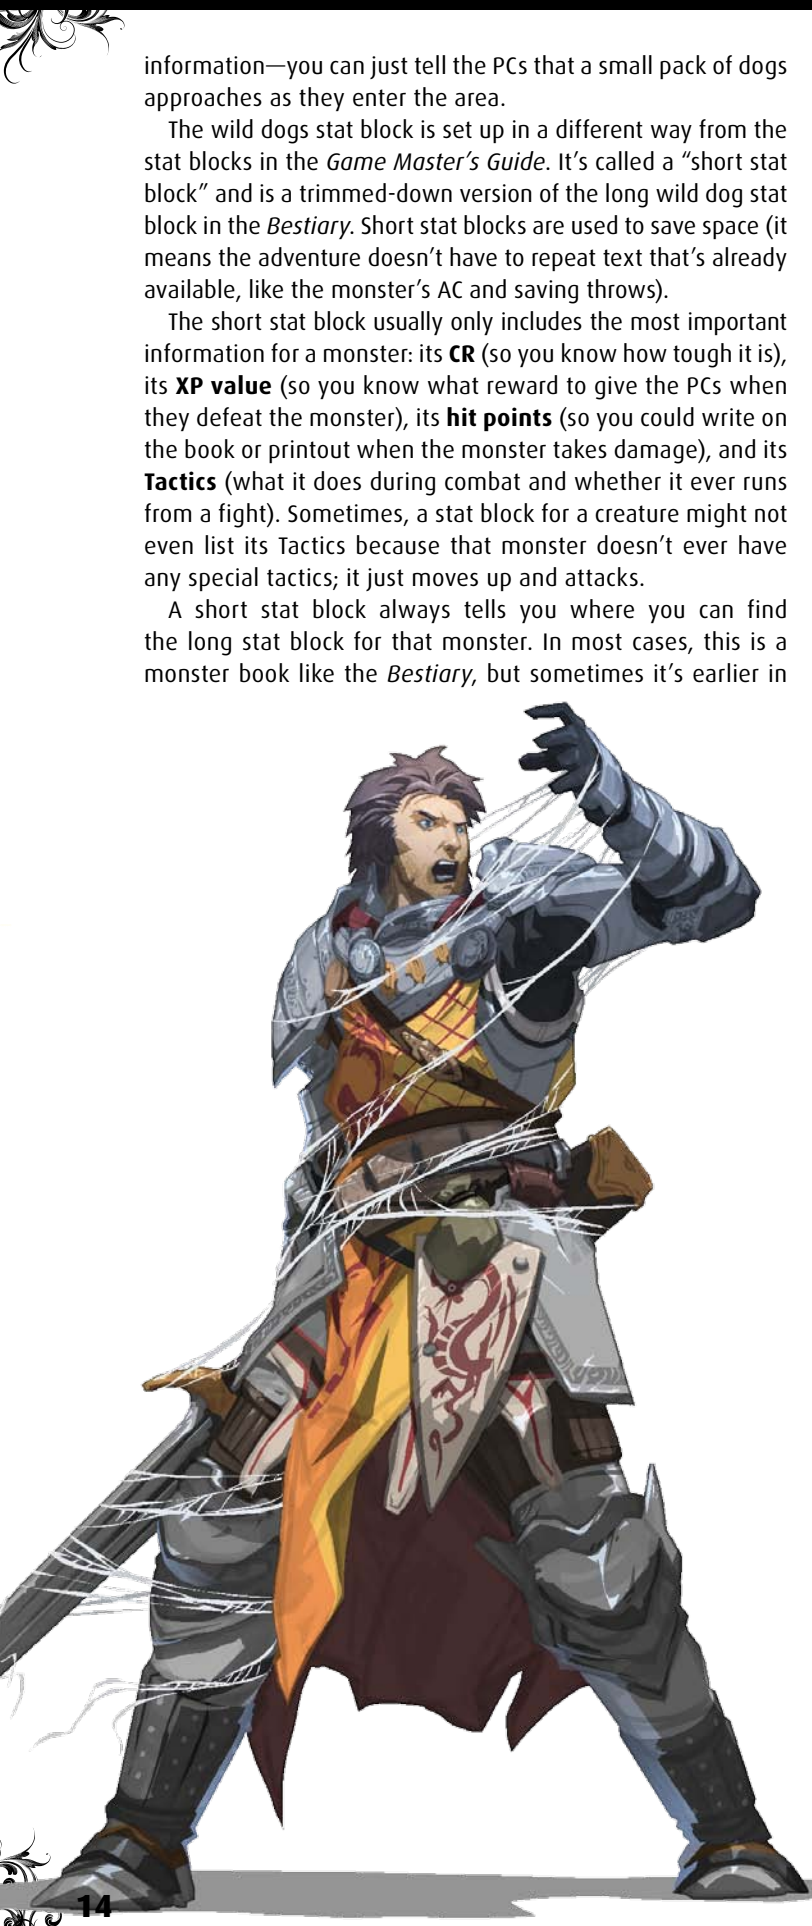 information—you can just tell the PCs that a small pack of dogs
approaches as they enter the area.
The wild dogs stat block is set up in a different way from the
stat blocks in the Game Master’s Guide. It’s called a “short stat
block” and is a trimmed-down version of the long wild dog stat
block in the Bestiary. Short stat blocks are used to save space (it
means the adventure doesn’t have to repeat text that’s already
available, like the monster’s AC and saving throws).
The short stat block usually only includes the most important
information for a monster: its CR (so you know how tough it is),
its XP value (so you know what reward to give the PCs when
they defeat the monster), its hit points (so you could write on
the book or printout when the monster takes damage), and its
Tactics (what it does during combat and whether it ever runs
from a fight). Sometimes, a stat block for a creature might not
even list its Tactics because that monster doesn’t ever have
any special tactics; it just moves up and attacks.
A short stat block always tells you where you can find
the long stat block for that monster. In most cases, this is a
monster book like the Bestiary, but sometimes it’s earlier in
14